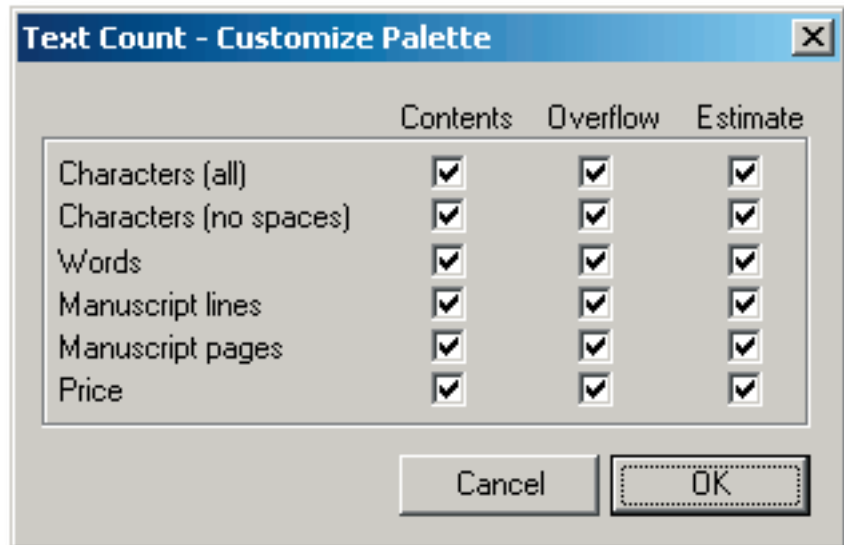 Text Count - Customize Palette
Contents Overflow Estimate
Characters (all)
Characters (no spaces)
Words
Manuscript lines
Manuscript pages
Price
Cancel OK